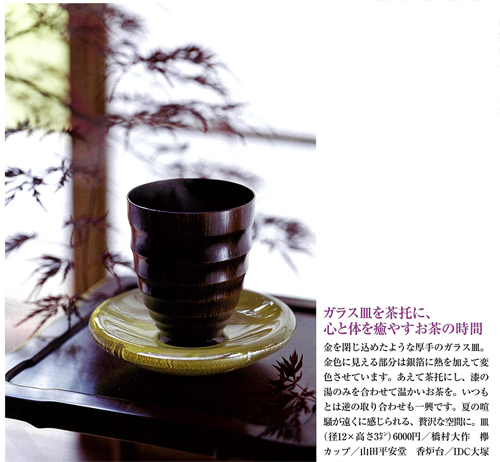 ガラス皿を茶托に、
心と体を癒やすお茶の時間
金を閉じ込めたような厚手のガラス皿。
金色に見える部分は銀箔に熱を加えて変
色させています。あえて茶托にし、漆の
湯のみを合わせて温かいお茶を。いつも
とは逆の取り合わせも一興です。夏の喧
騒が遠くに感じられる、贅沢な空間に。皿
(径12×高さ3㌢)6000円/橋村大作 欅
カップ/山田平安堂 香炉台/IDC大塚